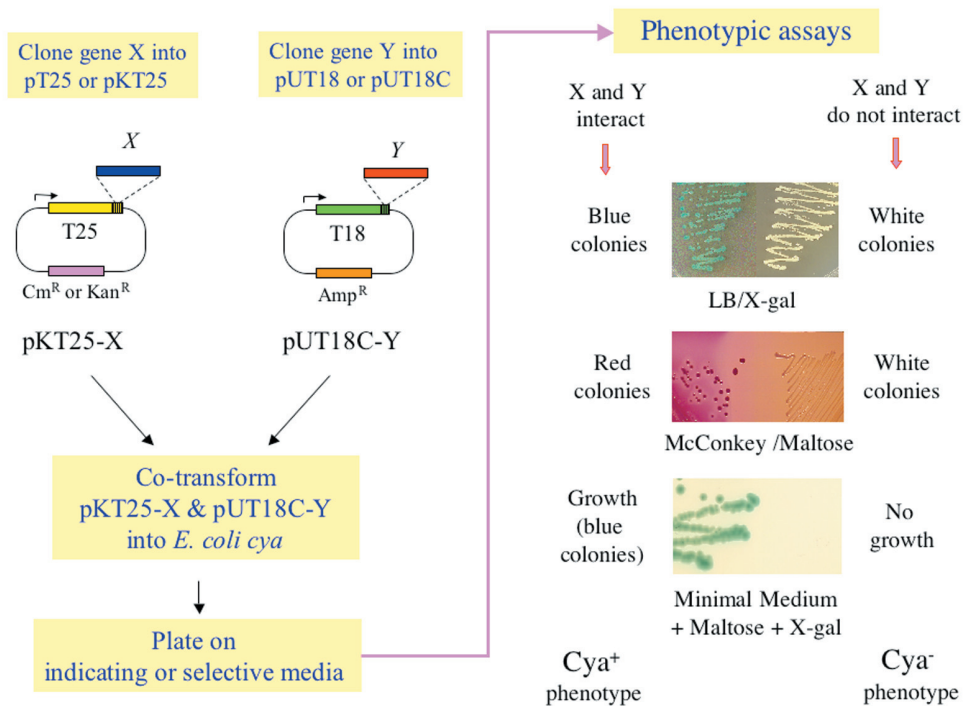 Clone gene X into
pT25 or pKT25
Clone gene Y into
pUT18 or pUT18C
X
Y
T25
T18
Cmᴿ or Kanᴿ
Ampᴿ
pKT25-X
pUT18C-Y
Co-transform
pKT25-X & pUT18C-Y
into E. coli cya
Plate on
indicating or selective media
Phenotypic assays
X and Y
interact
X and Y
do not interact
Blue
colonies
White
colonies
LB/X-gal
Red
colonies
White
colonies
McConkey /Maltose
Growth
(blue
colonies)
No
growth
Minimal Medium
+ Maltose + X-gal
Cya⁺
phenotype
Cya⁻
phenotype